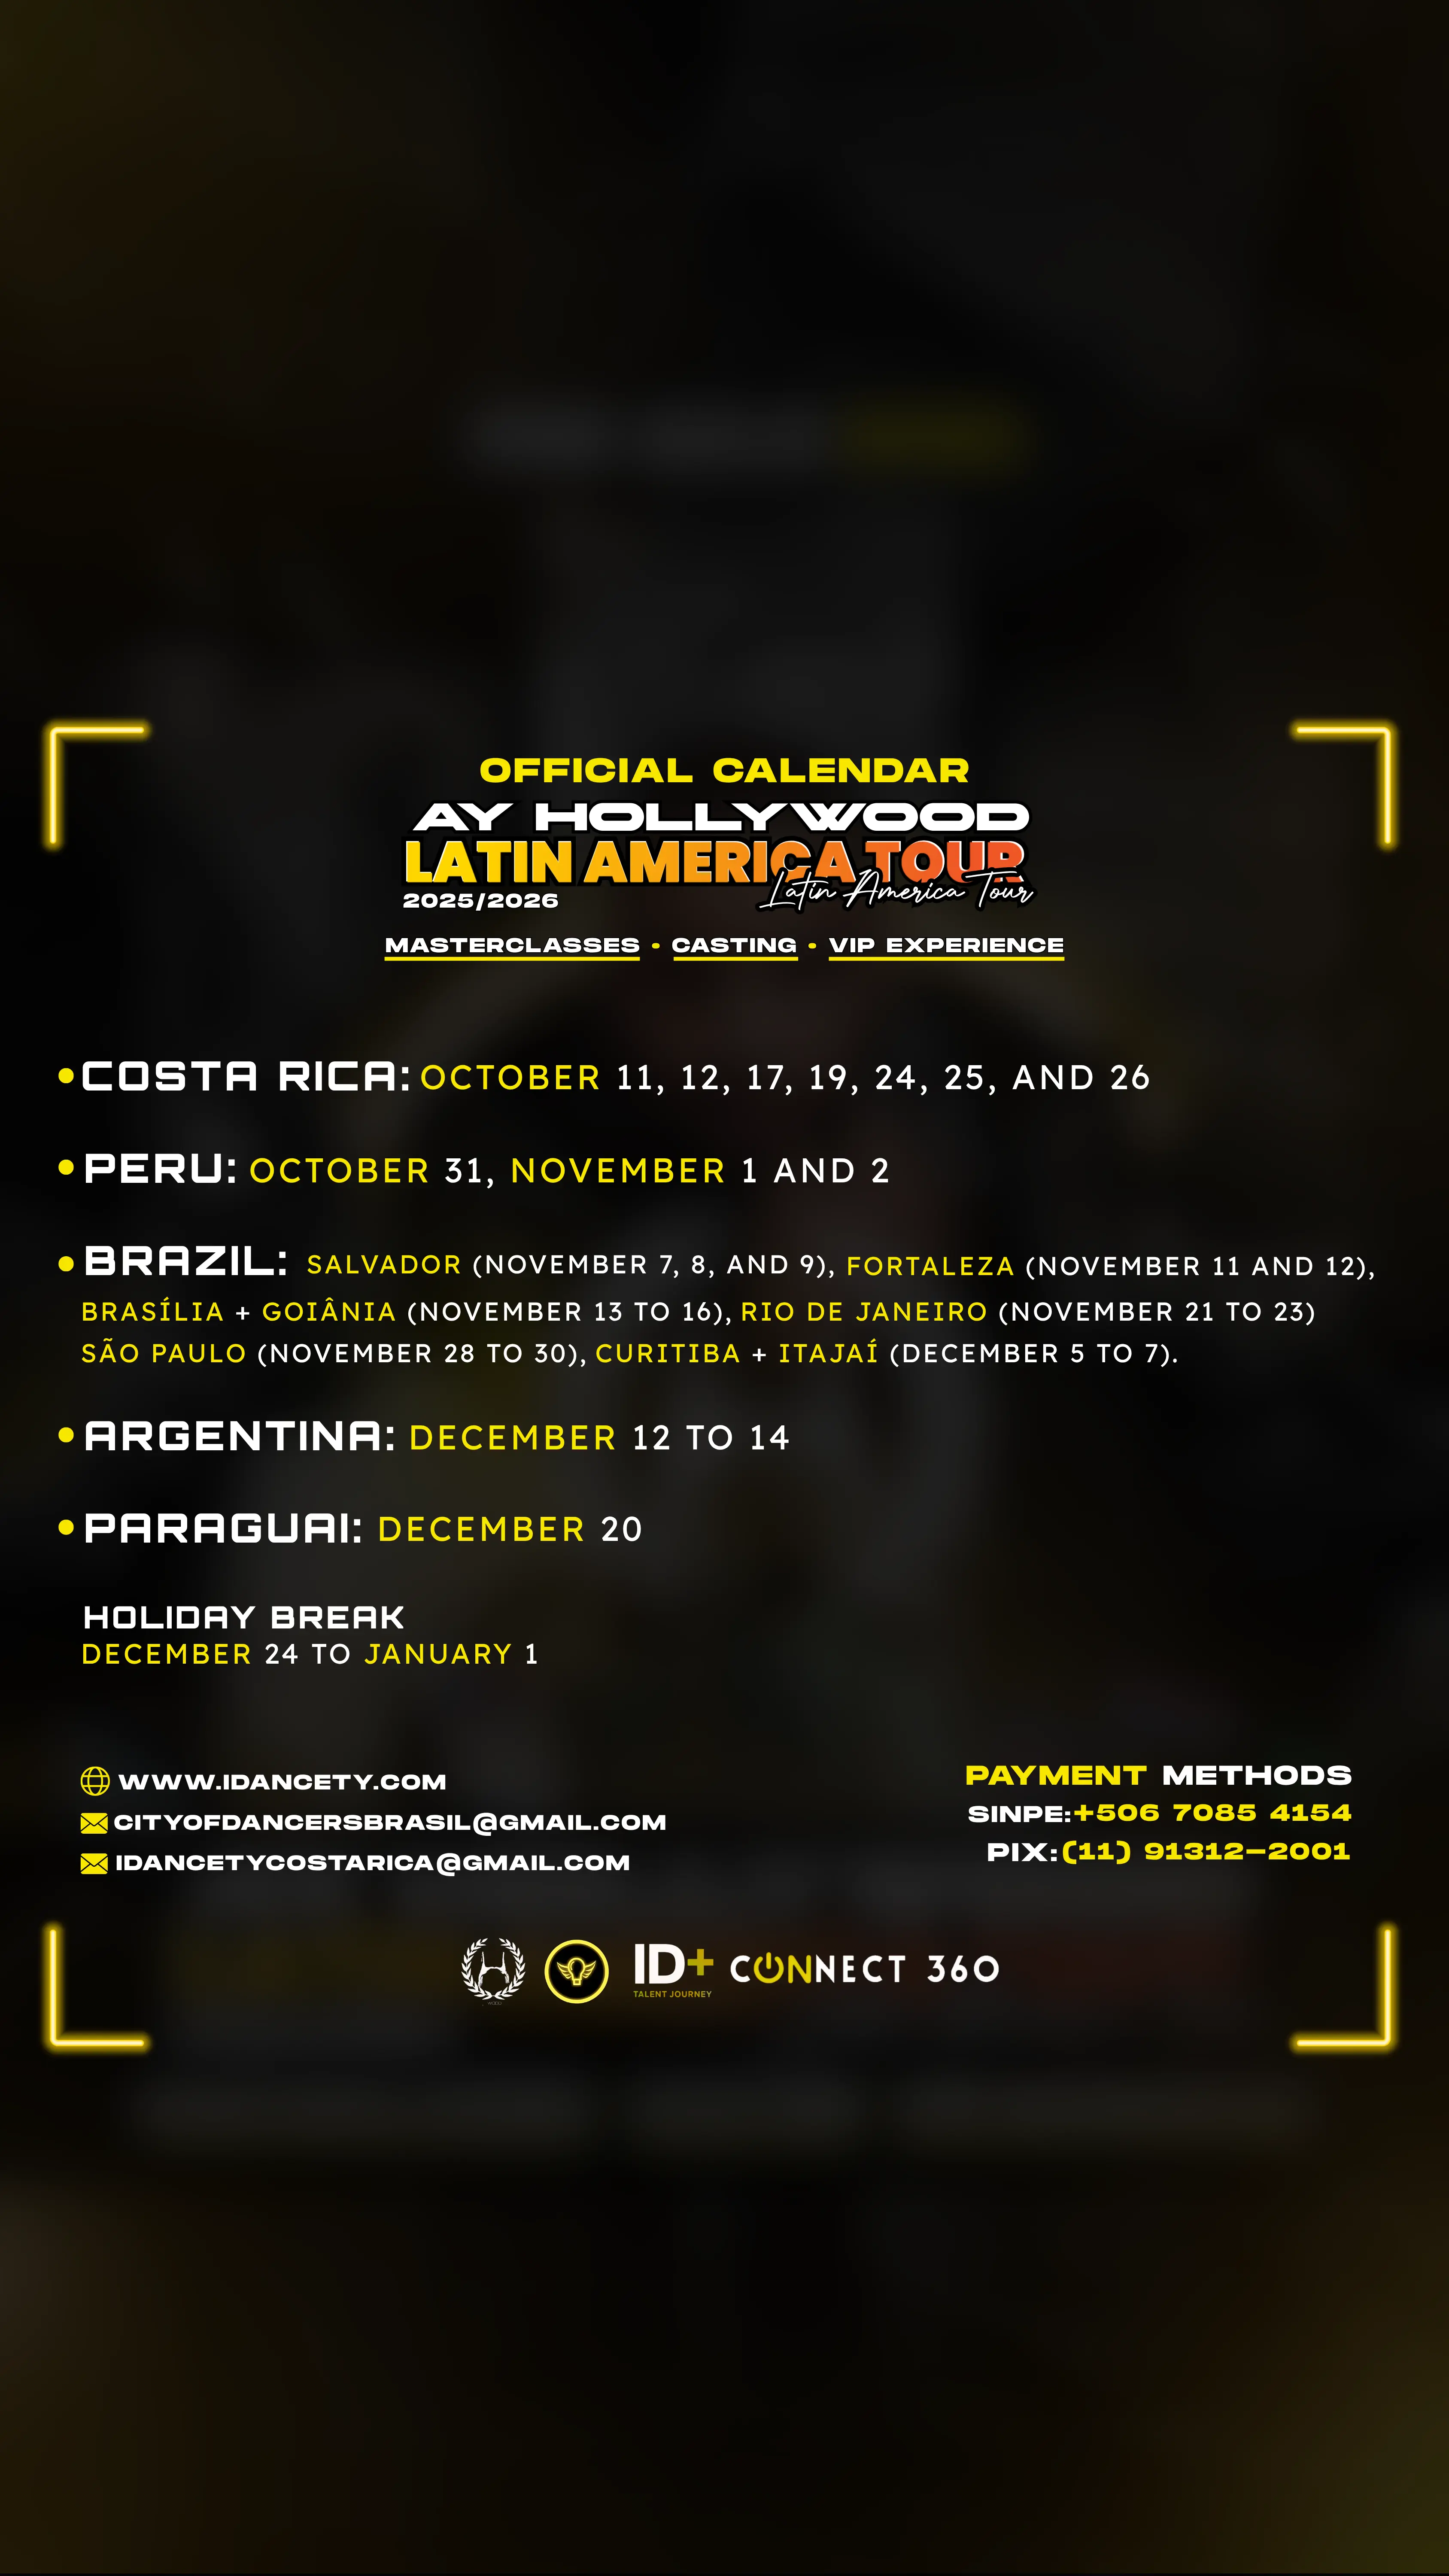 OFFICIAL CALENDAR
AY HOLLYWOOD
LATIN AMERICA TOUR
Latin America Tour
2025/2026
MASTERCLASSES • CASTING • VIP EXPERIENCE
• COSTA RICA: OCTOBER 11, 12, 17, 19, 24, 25, AND 26
• PERU: OCTOBER 31, NOVEMBER 1 AND 2
• BRAZIL: SALVADOR (NOVEMBER 7, 8, AND 9), FORTALEZA (NOVEMBER 11 AND 12),
BRASÍLIA + GOIÂNIA (NOVEMBER 13 TO 16), RIO DE JANEIRO (NOVEMBER 21 TO 23)
SÃO PAULO (NOVEMBER 28 TO 30), CURITIBA + ITAJAÍ (DECEMBER 5 TO 7).
• ARGENTINA: DECEMBER 12 TO 14
• PARAGUAI: DECEMBER 20
HOLIDAY BREAK
DECEMBER 24 TO JANUARY 1
WWW.IDANCETY.COM
CITYOFDANCERSBRASIL@GMAIL.COM
IDANCETYCOSTARICA@GMAIL.COM
PAYMENT METHODS
SINPE:+506 7085 4154
PIX:(11) 91312-2001
ID+
TALENT JOURNEY
CONNECT 360